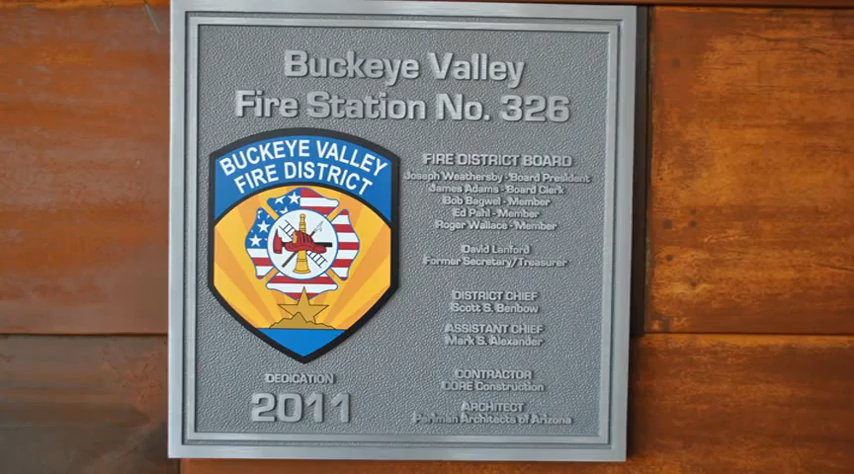 Buckeye Valley
Fire Station No. 326
BUCKEYE VALLEY
FIRE DISTRICT
FIRE DISTRICT BOARD
Joseph Weathersby - Board President
James Adams - Board Clerk
Bob Bagwel - Member
Ed Pahl - Member
Roger Wallace - Member
David Lanford
Former Secretary/Treasurer
DISTRICT CHIEF
Scott S. Benbow
ASSISTANT CHIEF
Mark S. Alexander
CONTRACTOR
CORE Construction
ARCHITECT
Perlman Architects of Arizona
DEDICATION
2011